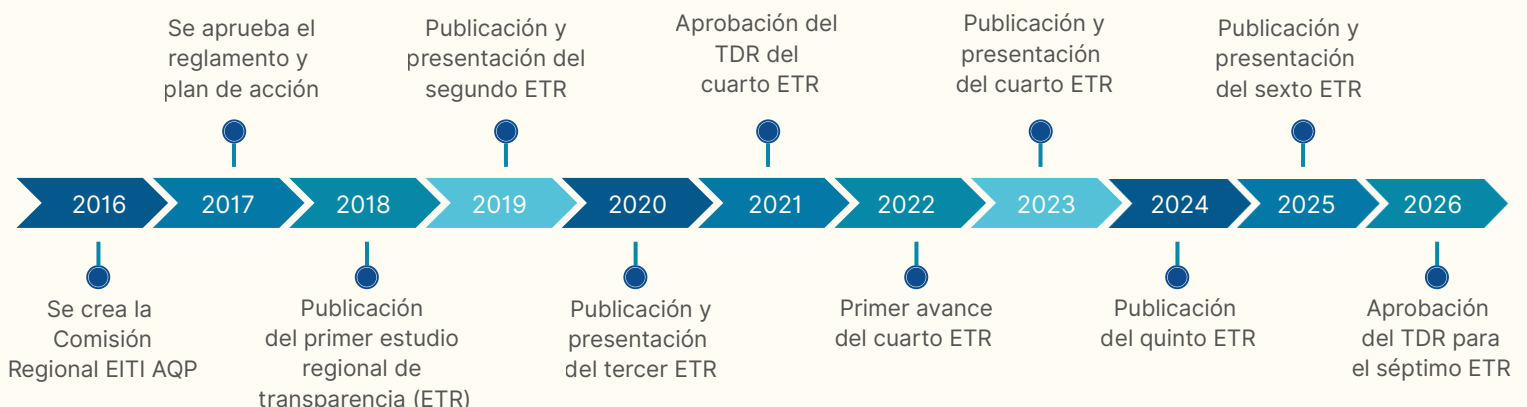 Se aprueba el
reglamento y
plan de acción
Publicación y
presentación del
segundo ETR
Aprobación del
TDR del
cuarto ETR
Publicación y
presentación
del cuarto ETR
Publicación y
presentación
del sexto ETR
2016 2017 2018 2019 2020 2021 2022 2023 2024 2025 2026
Se crea la
Comisión
Regional EITI AQP
Publicación
del primer estudio
regional de
transparencia (ETR)
Publicación y
presentación
del tercer ETR
Primer avance
del cuarto ETR
Publicación
del quinto ETR
Aprobación
del TDR para
el séptimo ETR